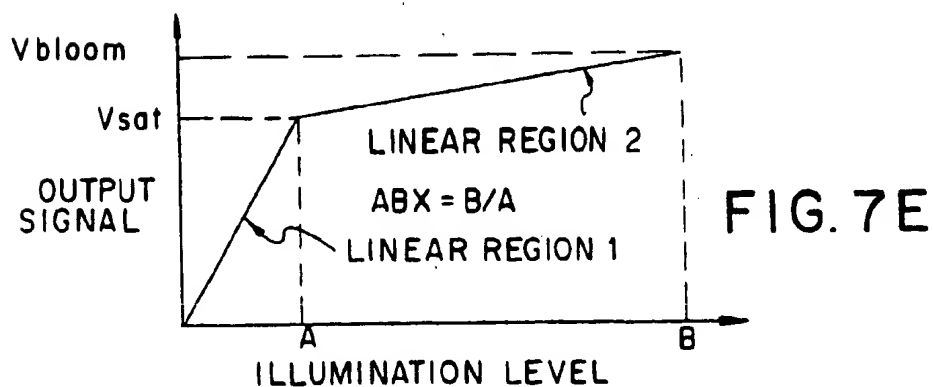 Vbloom
Vsat
LINEAR REGION 2
OUTPUT
SIGNAL
ABX = B/A
LINEAR REGION 1
FIG. 7E
A
B
ILLUMINATION LEVEL